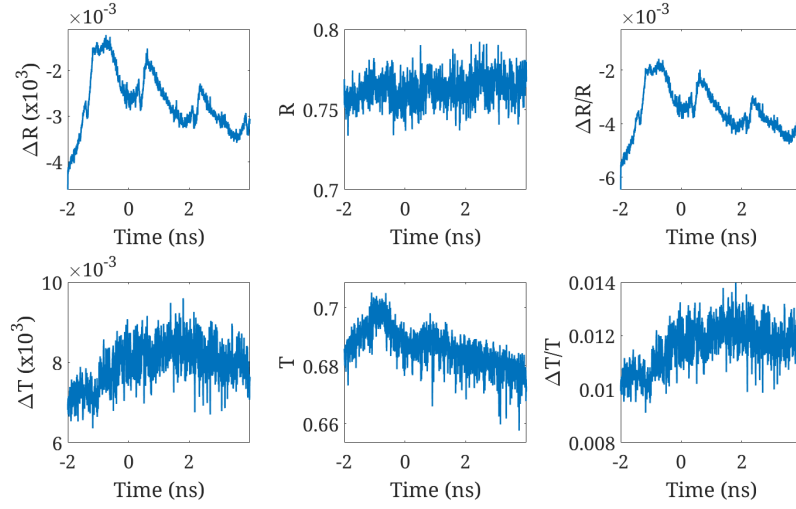 ×10⁻³
-2
-3
-4
ΔR (x10³)
-2 0 2
Time (ns)
0.8
0.75
0.7
R
-2 0 2
Time (ns)
×10⁻³
-2
-4
-6
ΔR/R
-2 0 2
Time (ns)
×10⁻³
10
8
6
ΔT (x10³)
-2 0 2
Time (ns)
0.7
0.68
0.66
T
-2 0 2
Time (ns)
0.014
0.012
0.01
0.008
ΔT/T
-2 0 2
Time (ns)